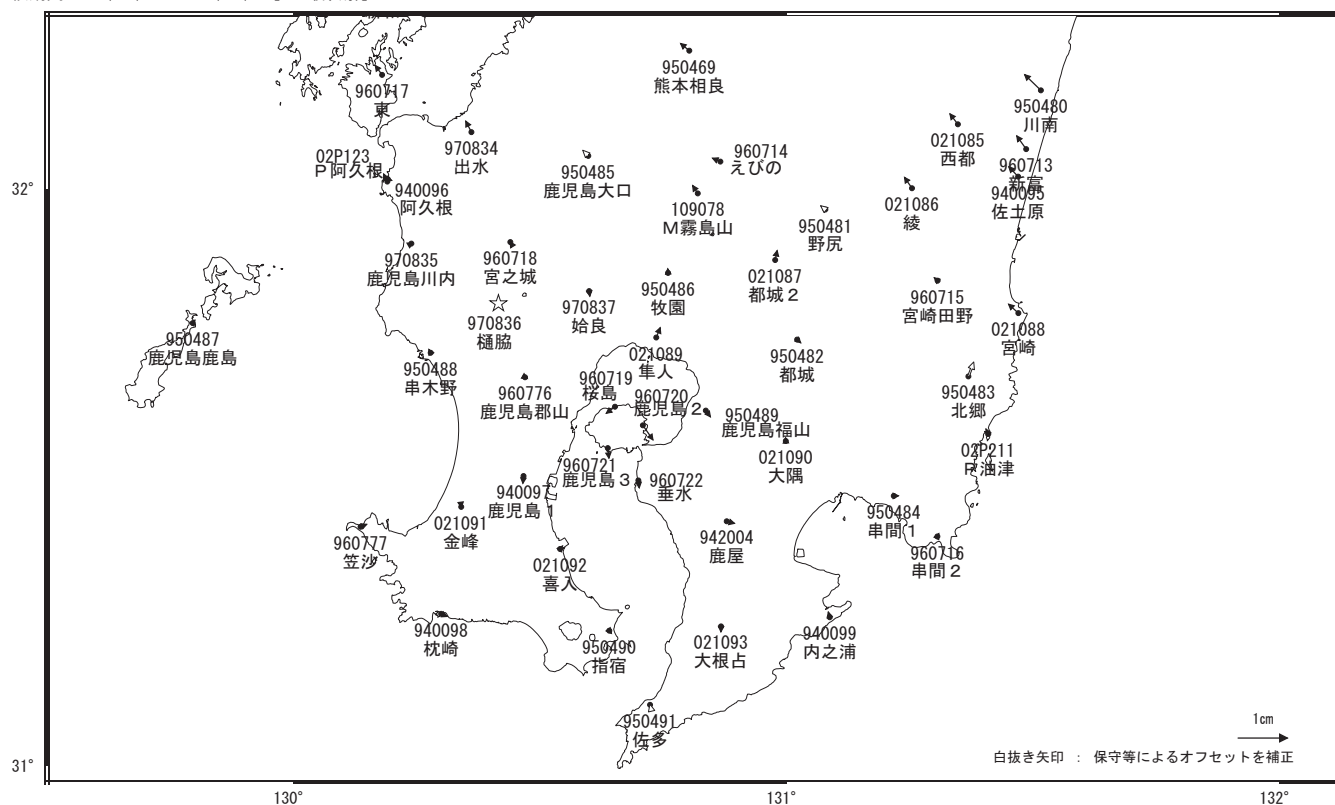 950469
熊本相良
960717
東
950480
川南
021085
西都
970834
出水
960713
新富
02P123
P阿久根
960714
えびの
950485
鹿児島大口
940096
阿久根
940095
佐土原
021086
綾
109078
M霧島山
950481
野尻
970835
鹿児島川内
960718
宮之城
021087
都城2
950486
牧園
960715
宮崎田野
970837
姶良
970836
樋脇
021088
宮崎
950487
鹿児島鹿島
021089
隼人
950482
都城
950488
串木野
960719
桜島
960776
鹿児島郡山
960720
鹿児島2
950483
北郷
950489
鹿児島福山
02P211
P油津
021090
大隅
960721
鹿児島3
960722
垂水
940097
鹿児島1
950484
串間1
021091
金峰
960777
笠沙
942004
鹿屋
960716
串間2
021092
喜入
940098
枕崎
950490
指宿
021093
大根占
940099
内之浦
950491
佐多
1cm
白抜き矢印 : 保守等によるオフセットを補正
32°
31°
130°
131°
132°